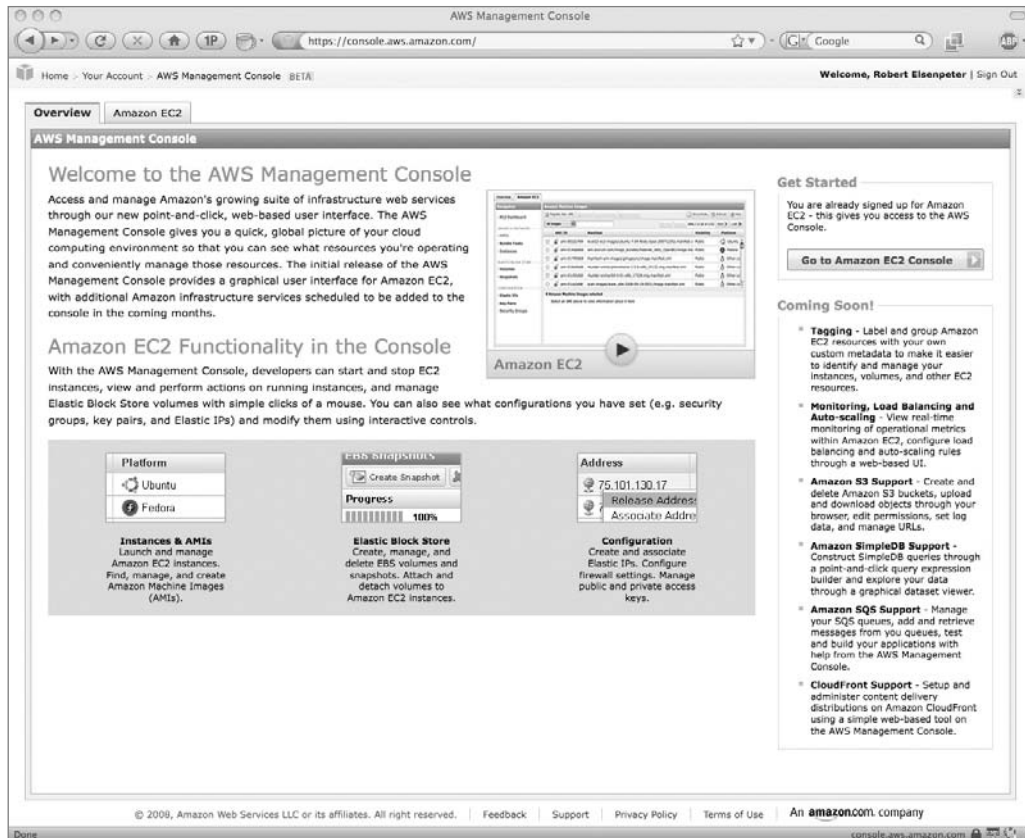 AWS Management Console
1P
https://console.aws.amazon.com/
G
Google
ABP
Home > Your Account > AWS Management Console BETA
Welcome, Robert Elsenpeter | Sign Out
Overview
Amazon EC2
AWS Management Console
Welcome to the AWS Management Console
Access and manage Amazon's growing suite of infrastructure web services
through our new point-and-click, web-based user interface. The AWS
Management Console gives you a quick, global picture of your cloud
computing environment so that you can see what resources you're operating
and conveniently manage those resources. The initial release of the AWS
Management Console provides a graphical user interface for Amazon EC2,
with additional Amazon infrastructure services scheduled to be added to the
console in the coming months.
Amazon EC2
Amazon EC2 Functionality in the Console
With the AWS Management Console, developers can start and stop EC2
instances, view and perform actions on running instances, and manage
Elastic Block Store volumes with simple clicks of a mouse. You can also see what configurations you have set (e.g. security
groups, key pairs, and Elastic IPs) and modify them using interactive controls.
Platform
Ubuntu
Fedora
Instances & AMIs
Launch and manage
Amazon EC2 instances.
Find, manage, and create
Amazon Machine Images
(AMIs).
EBS Snapshots
Create Snapshot
Progress
100%
Elastic Block Store
Create, manage, and
delete EBS volumes and
snapshots. Attach and
detach volumes to
Amazon EC2 instances.
Address
75.101.130.17
Release Address
Associate Addre
Configuration
Create and associate
Elastic IPs. Configure
firewall settings. Manage
public and private access
keys.
Get Started
You are already signed up for Amazon
EC2 - this gives you access to the AWS
Console.
Go to Amazon EC2 Console
Coming Soon!
Tagging - Label and group Amazon
EC2 resources with your own
custom metadata to make it easier
to identify and manage your
instances, volumes, and other EC2
resources.
Monitoring, Load Balancing and
Auto-scaling - View real-time
monitoring of operational metrics
within Amazon EC2, configure load
balancing and auto-scaling rules
through a web-based UI.
Amazon S3 Support - Create and
delete Amazon S3 buckets, upload
and download objects through your
browser, edit permissions, set log
data, and manage URLs.
Amazon SimpleDB Support -
Construct SimpleDB queries through
a point-and-click query expression
builder and explore your data
through a graphical dataset viewer.
Amazon SQS Support - Manage
your SQS queues, add and retrieve
messages from you queues, test
and build your applications with
help from the AWS Management
Console.
CloudFront Support - Setup and
administer content delivery
distributions on Amazon CloudFront
using a simple web-based tool on
the AWS Management Console.
© 2008, Amazon Web Services LLC or its affiliates. All right reserved. | Feedback | Support | Privacy Policy | Terms of Use | An amazon.com. company
Done
console.aws.amazon.com